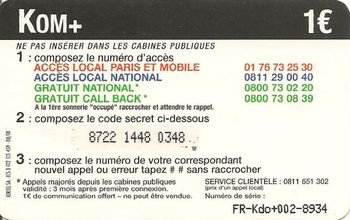 KOM+ 1€
NE PAS INSÉRER DANS LES CABINES PUBLIQUES
1 : composez le numéro d'accès
ACCÈS LOCAL PARIS ET MOBILE 01 76 73 25 30
ACCÈS LOCAL NATIONAL 0811 29 00 40
GRATUIT NATIONAL* 0800 73 02 20
GRATUIT CALL BACK* 0800 73 08 39
A la 1ère sonnerie "occupé" raccrocher et attendre le rappel.
2 : composez le code secret ci-dessous
8722 1448 0348
3 : composez le numéro de votre correspondant
nouvel appel ou erreur tapez # # sans raccrocher
* Appels majorés depuis les cabines publiques
validité : 3 mois après première connexion.
1€ de communication offert et ne peut être vendu.
SERVICE CLIENTÈLE : 0811 651 302
(prix d'un appel local)
Numéro de série :
FR-Kdo+002-8934